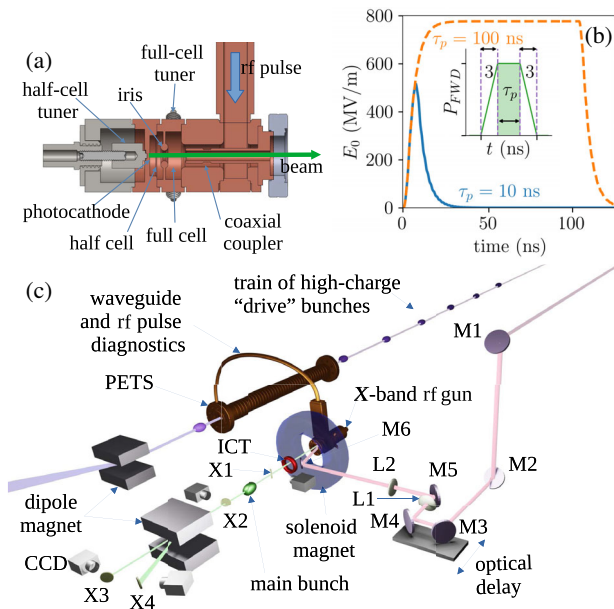 (a)
full-cell
tuner
rf pulse
half-cell
tuner
iris
beam
photocathode
half cell
full cell
coaxial
coupler
(b)
800
600
400
200
0
E₀ (MV/m)
τp = 100 ns
3
3
τp
P_FWD
t (ns)
τp = 10 ns
0
50
100
time (ns)
(c)
train of high-charge
“drive” bunches
waveguide
and rf pulse
diagnostics
M1
PETS
X-band rf gun
M6
ICT
X1
L2
M5
M2
L1
M4
M3
X2
dipole
magnet
solenoid
magnet
optical
delay
CCD
main bunch
X3
X4